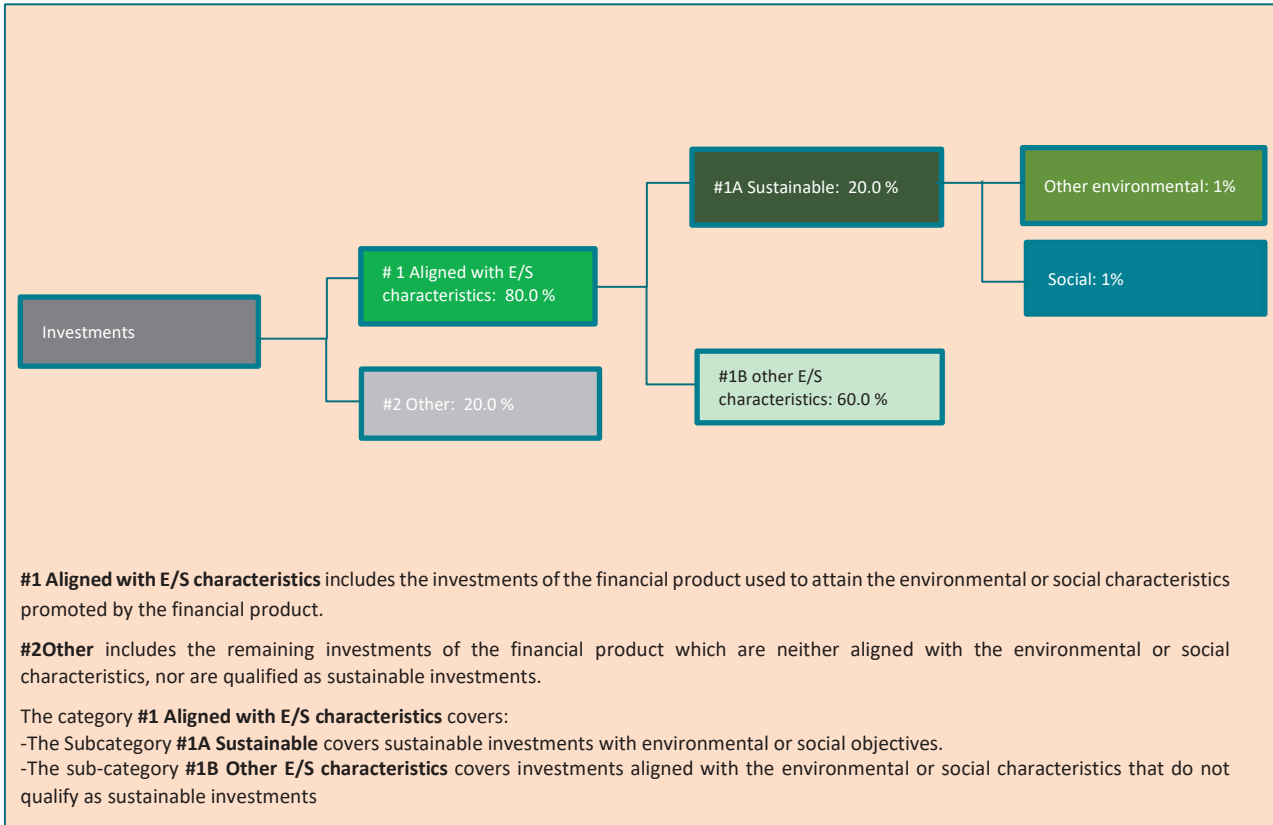 #1A Sustainable:  20.0 %
Other environmental: 1%
# 1 Aligned with E/S
characteristics:  80.0 %
Social: 1%
Investments
#1B other E/S
characteristics: 60.0 %
#2 Other:  20.0 %
#1 Aligned with E/S characteristics includes the investments of the financial product used to attain the environmental or social characteristics
promoted by the financial product.
#2Other includes the remaining investments of the financial product which are neither aligned with the environmental or social
characteristics, nor are qualified as sustainable investments.
The category #1 Aligned with E/S characteristics covers:
-The Subcategory #1A Sustainable covers sustainable investments with environmental or social objectives.
-The sub-category #1B Other E/S characteristics covers investments aligned with the environmental or social characteristics that do not
qualify as sustainable investments